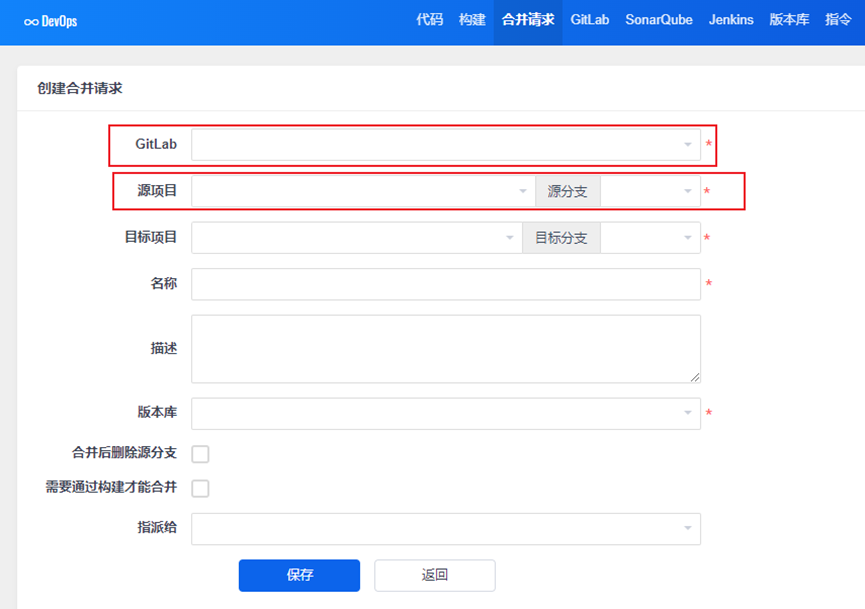 DevOps 代码 构建 合并请求 GitLab SonarQube Jenkins 版本库 指令
创建合并请求
GitLab *
源项目 源分支 *
目标项目 目标分支 *
名称 *
描述
版本库 *
合并后删除源分支
需要通过构建才能合并
指派给
保存 返回